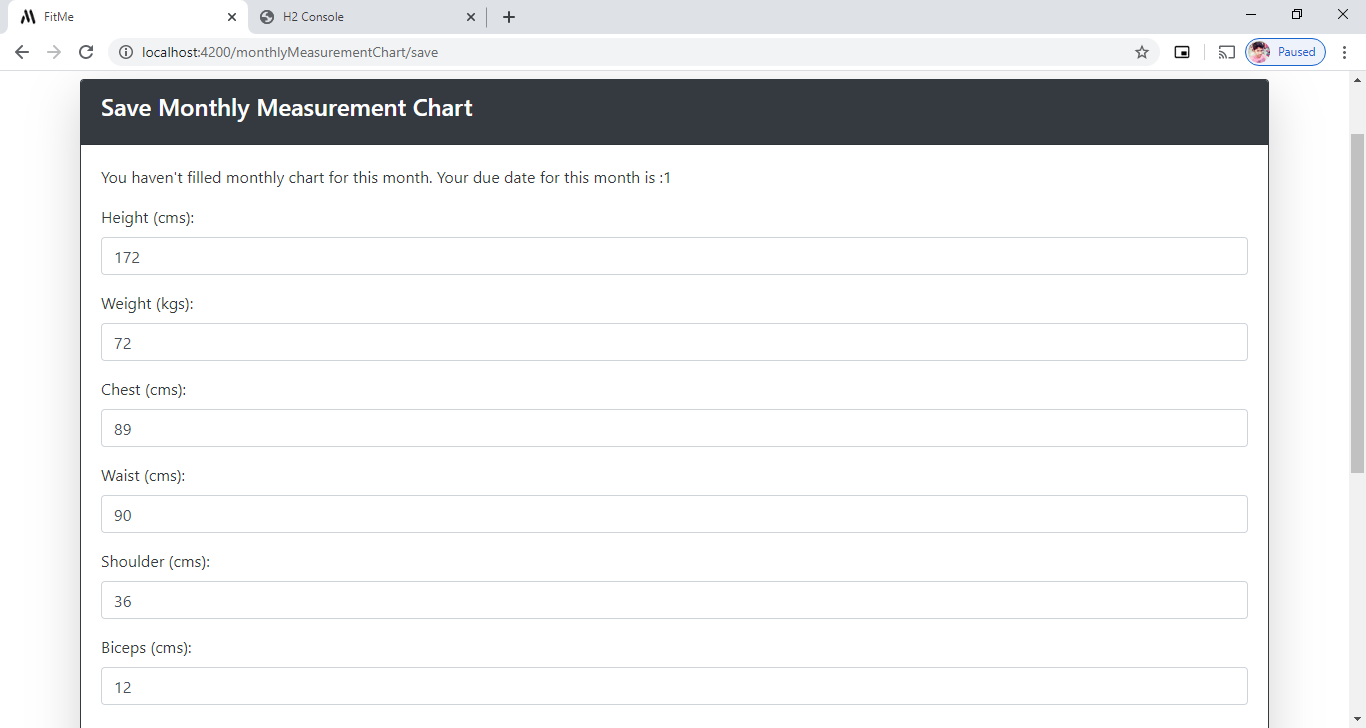 FitMe
H2 Console
localhost:4200/monthlyMeasurementChart/save
Paused
Save Monthly Measurement Chart
You haven't filled monthly chart for this month. Your due date for this month is :1
Height (cms):
172
Weight (kgs):
72
Chest (cms):
89
Waist (cms):
90
Shoulder (cms):
36
Biceps (cms):
12